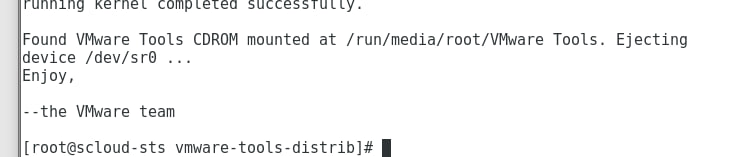 running kernel completed successfully.
Found VMware Tools CDROM mounted at /run/media/root/VMware Tools. Ejecting
device /dev/sr0 ...
Enjoy,
--the VMware team
[root@scloud-sts vmware-tools-distrib]#